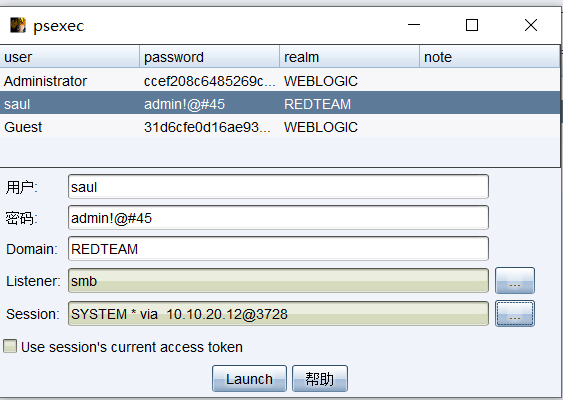 psexec
user password realm note
Administrator ccef208c6485269c... WEBLOGIC
saul admin!@#45 REDTEAM
Guest 31d6cfe0d16ae93... WEBLOGIC
用户: saul
密码: admin!@#45
Domain: REDTEAM
Listener: smb ...
Session: SYSTEM * via 10.10.20.12@3728 ...
Use session's current access token
Launch 帮助